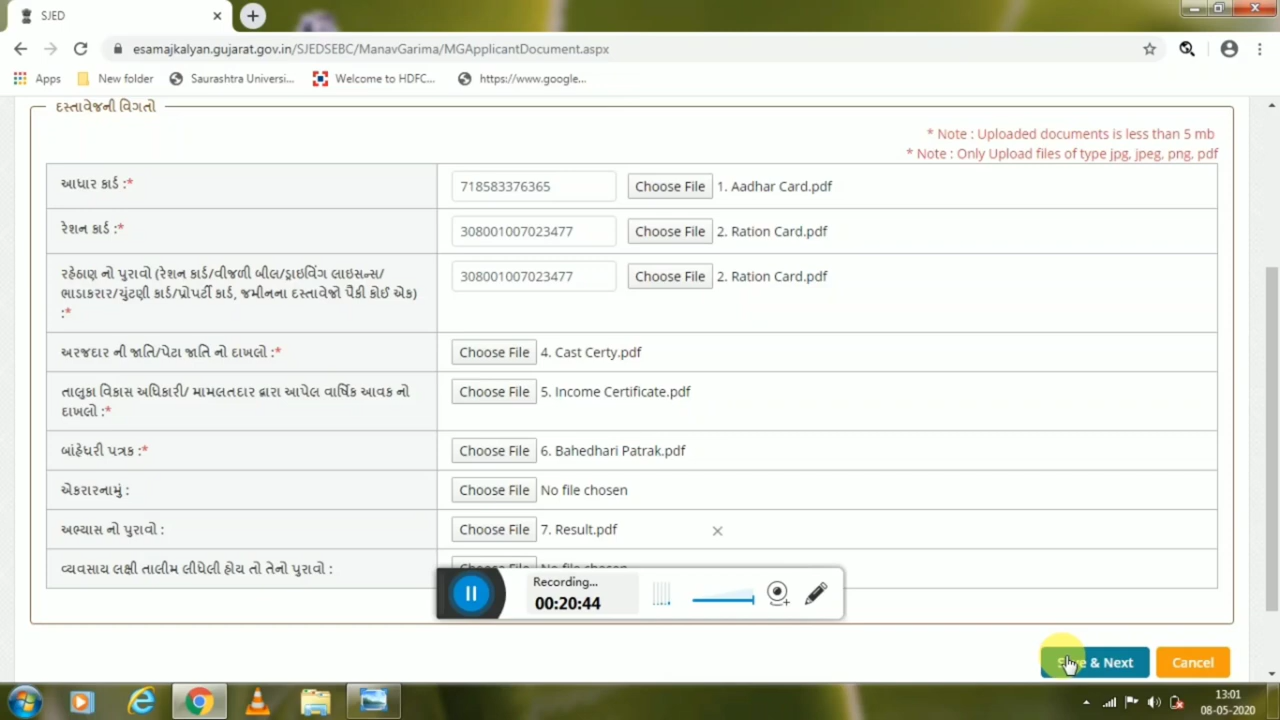 SJED
esamajkalyan.gujarat.gov.in/SJEDSEBC/ManavGarima/MGApplicantDocument.aspx
Apps New folder Saurashtra Universi... Welcome to HDFC... https://www.google...
દસ્તાવેજની વિગતો
* Note : Uploaded documents is less than 5 mb
* Note : Only Upload files of type jpg, jpeg, png, pdf
આધાર કાર્ડ :* 718583376365 Choose File 1. Aadhar Card.pdf
રેશન કાર્ડ :* 308001007023477 Choose File 2. Ration Card.pdf
રહેઠાણ નો પુરાવો (રેશન કાર્ડ/વીજળી બીલ/ડ્રાઇવિંગ લાઇસન્સ/
ભાડાકરાર/ચુંટણી કાર્ડ/પ્રોપર્ટી કાર્ડ, જમીનના દસ્તાવેજો પૈકી કોઈ એક)
:*
308001007023477 Choose File 2. Ration Card.pdf
અરજદાર ની જાતિ/પેટા જાતિ નો દાખલો :* Choose File 4. Cast Certy.pdf
તાલુકા વિકાસ અધિકારી/ મામલતદાર દ્રારા આપેલ વાર્ષિક આવક નો
દાખલો :*
Choose File 5. Income Certificate.pdf
બાંહેધરી પત્રક :* Choose File 6. Bahedhari Patrak.pdf
એકરારનામું : Choose File No file chosen
અભ્યાસ નો પુરાવો : Choose File 7. Result.pdf
વ્યવસાય લક્ષી તાલીમ લીધેલી હોય તો તેનો પુરાવો :
Recording...
00:20:44
& Next Cancel
13:01
08-05-2020